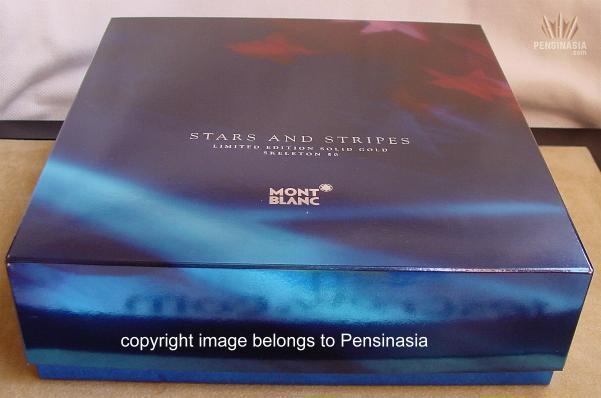 PENSINASIA
.com
STARS AND STRIPES
LIMITED EDITION SOLID GOLD
SKELETON 80
MONT
BLANC
copyright image belongs to Pensinasia